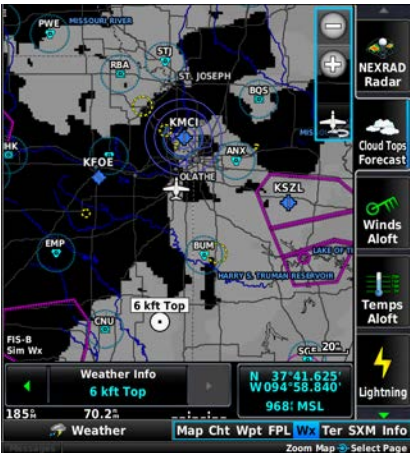 PWE
MISSOURI RIVER
STJ
RBA
ST. JOSEPH
BQS
NEXRAD
Radar
KMCI
HK
ANX
KFOE
OLATHE
Cloud Tops
Forecast
KSZL
Winds
Aloft
EMP
BUM
LAKE OF T
HARRY S. TRUMAN RESERVOIR
6 kft Top
CNU
Temps
Aloft
FIS-B
Sim Wx
20
Weather Info
6 kft Top
N 37°41.625'
W094°58.840'
968' MSL
Lightning
185°
70.2
Weather
Map Cht Wpt FPL Wx Ter SXM Info
Messages
Zoom Map Select Page